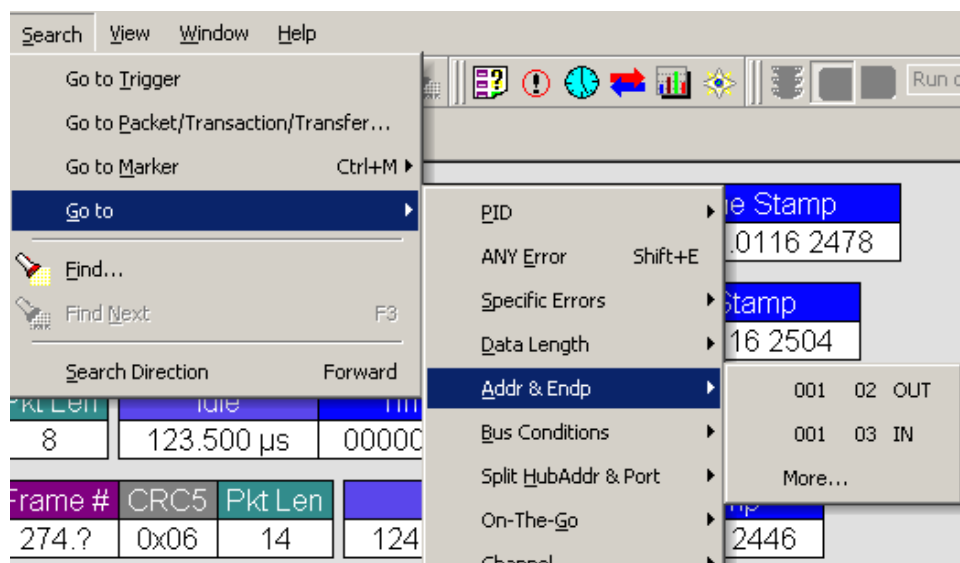 Search View Window Help
Go to Trigger
Go to Packet/Transaction/Transfer...
Go to Marker Ctrl+M
Go to
Find...
Find Next F3
Search Direction Forward
Run
PID
ANY Error Shift+E
Specific Errors
Data Length
Addr & Endp
Bus Conditions
Split HubAddr & Port
On-The-Go
Channel
001 02 OUT
001 03 IN
More...
Stamp
.0116 2478
Stamp
16 2504
Pkt Len Idle
8 123.500 µs 00000
Frame # CRC5 Pkt Len
274.? 0x06 14 124
2446